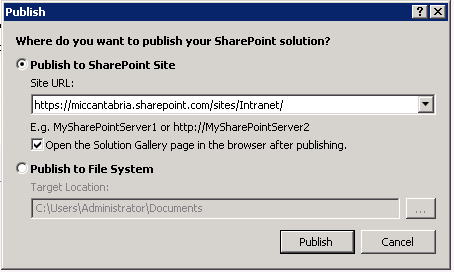 Publish
Where do you want to publish your SharePoint solution?
Publish to SharePoint Site
Site URL:
https://miccantabria.sharepoint.com/sites/Intranet/
E.g. MySharePointServer1 or http://MySharePointServer2
Open the Solution Gallery page in the browser after publishing.
Publish to File System
Target Location:
C:\Users\Administrator\Documents
...
Publish Cancel